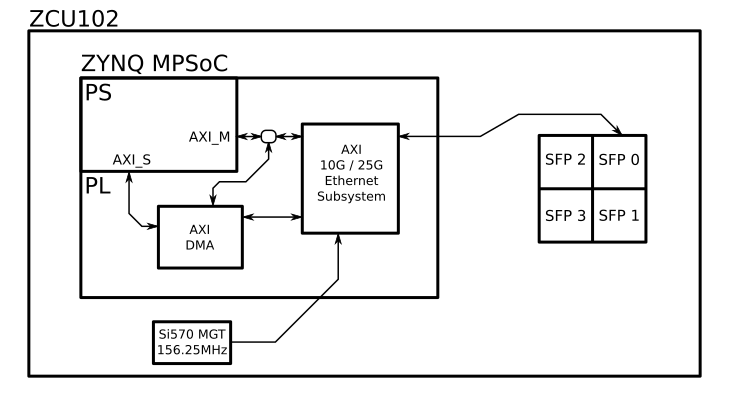 ZCU102
ZYNQ MPSoC
PS
AXI_M
AXI_S
PL
AXI
10G / 25G
Ethernet
Subsystem
AXI
DMA
SFP 2 SFP 0
SFP 3 SFP 1
Si570 MGT
156.25MHz